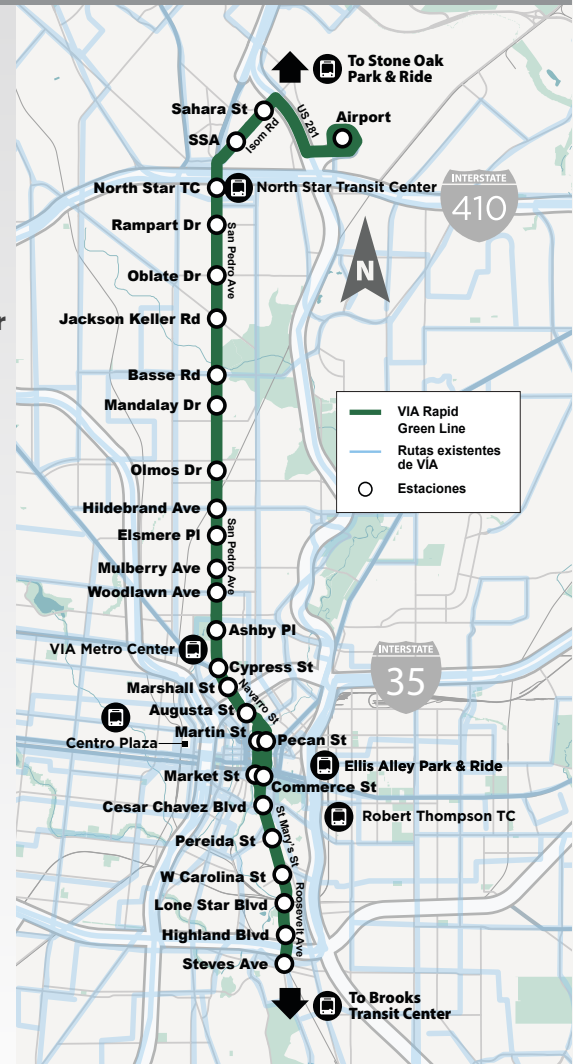 To Stone Oak
Park & Ride
Sahara St
US 281
Airport
SSA
Isom Rd
North Star TC
North Star Transit Center
INTERSTATE
410
Rampart Dr
San Pedro Ave
Oblate Dr
N
Jackson Keller Rd
r
Basse Rd
Mandalay Dr
VIA Rapid
Green Line
Rutas existentes
de VÍA
Estaciones
Olmos Dr
Hildebrand Ave
Elsmere Pl
San Pedro Ave
Mulberry Ave
Woodlawn Ave
Ashby Pl
VIA Metro Center
INTERSTATE
35
Cypress St
Marshall St
Navarro St
Augusta St
Martin St
Pecan St
Centro Plaza
Ellis Alley Park & Ride
Market St
Commerce St
Cesar Chavez Blvd
Robert Thompson TC
St Mary's St
Pereida St
W Carolina St
Roosevelt Ave
Lone Star Blvd
Highland Blvd
Steves Ave
To Brooks
Transit Center